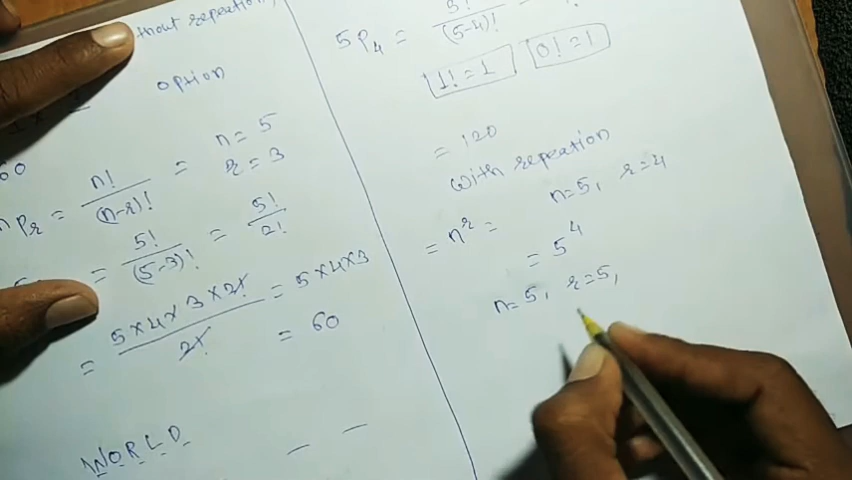 without repeation,
option
60
n = 5
r = 3
nPr = n!/(n-r)! =
= 5!/(5-3)! = 5!/2!
= 5×4×3×2!/2! = 5×4×3
= 60
WORLD _ _
5P4 = 5!/(5-4)! =
1! = 1 0! = 1
= 120
with repeation
n=5, r=4
= n^r =
= 5^4
n=5, r=5,